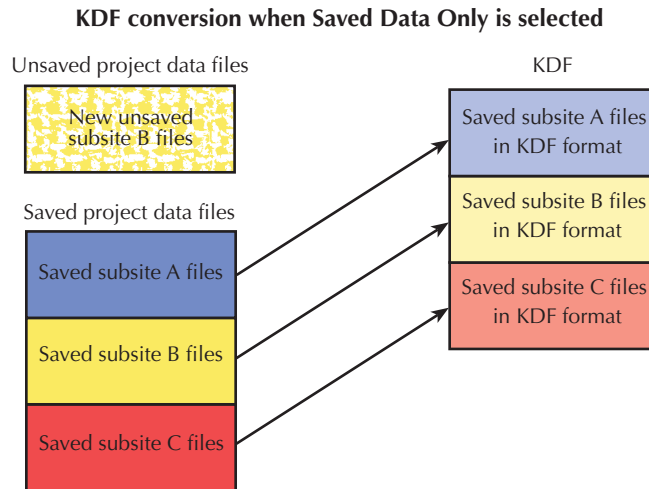 KDF conversion when Saved Data Only is selected
Unsaved project data files
New unsaved
subsite B files
Saved project data files
Saved subsite A files
Saved subsite B files
Saved subsite C files
KDF
Saved subsite A files
in KDF format
Saved subsite B files
in KDF format
Saved subsite C files
in KDF format